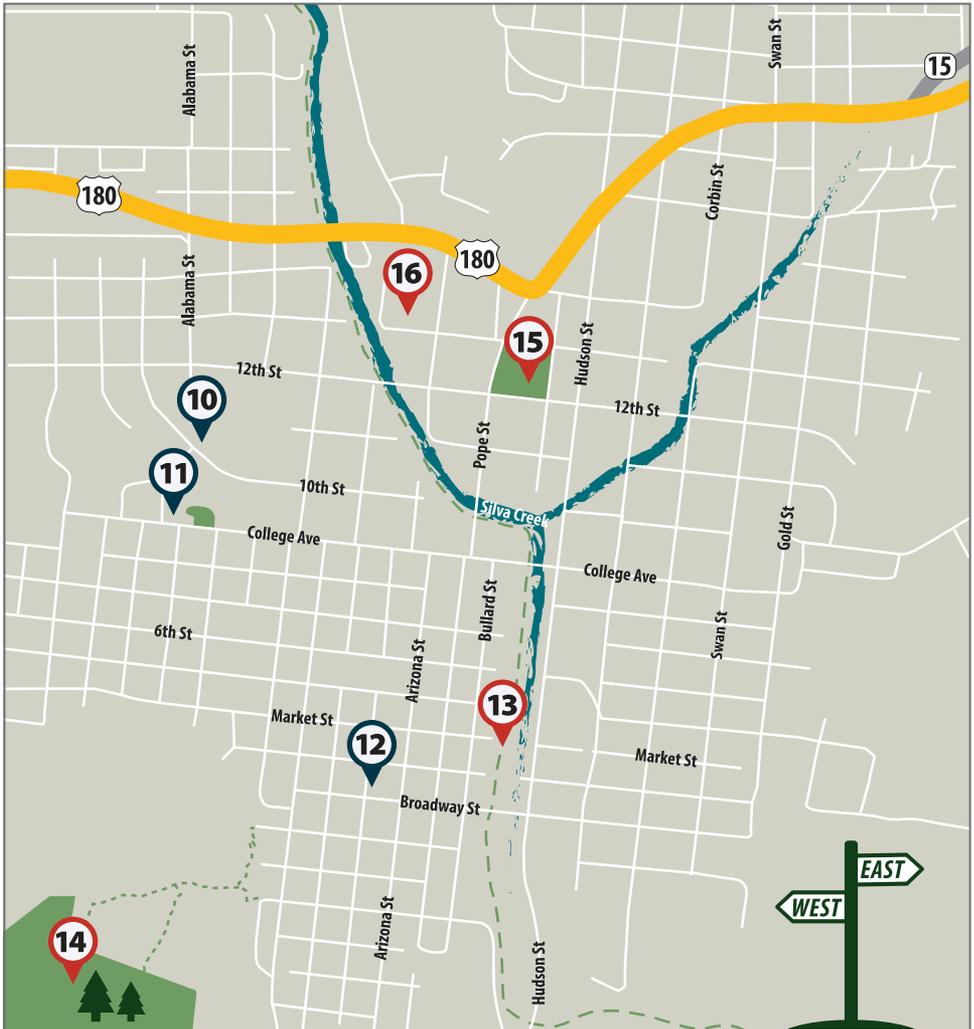 Swan St
15
Alabama St
180
Corbin St
180
Alabama St
16
15
Hudson St
12th St
10
12th St
Pope St
11
10th St
Silva Creek
Gold St
College Ave
College Ave
Bullard St
6th St
Swan St
Arizona St
13
Market St
12
Market St
Broadway St
EAST
WEST
14
Arizona St
Hudson St